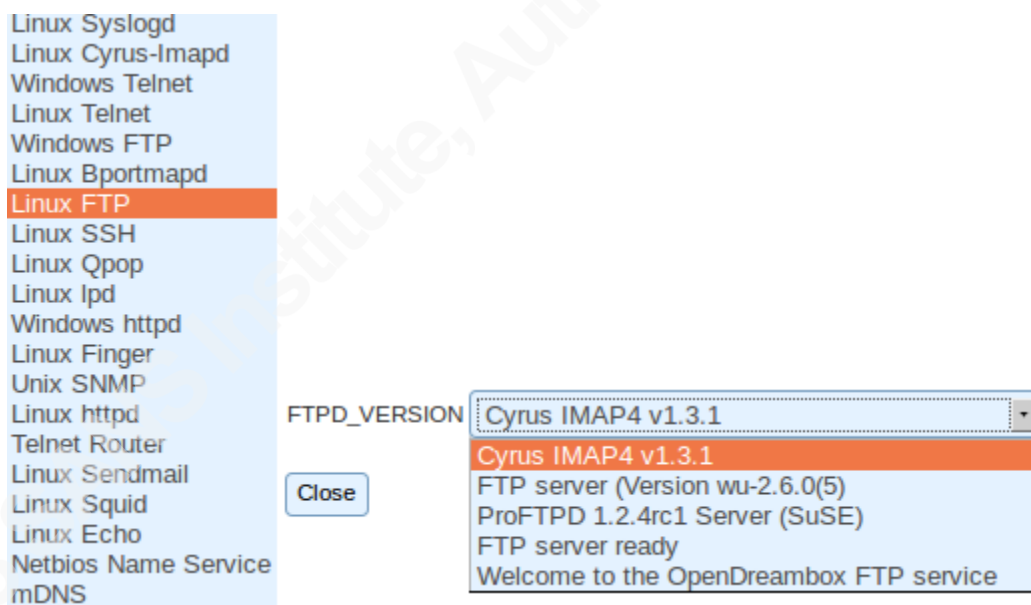 Linux Syslogd
Linux Cyrus-Imapd
Windows Telnet
Linux Telnet
Windows FTP
Linux Bportmapd
Linux FTP
Linux SSH
Linux Qpop
Linux lpd
Windows httpd
Linux Finger
Unix SNMP
Linux httpd
Telnet Router
Linux Sendmail
Linux Squid
Linux Echo
Netbios Name Service
mDNS
FTPD_VERSION
Cyrus IMAP4 v1.3.1
Cyrus IMAP4 v1.3.1
FTP server (Version wu-2.6.0(5)
ProFTPD 1.2.4rc1 Server (SuSE)
FTP server ready
Welcome to the OpenDreambox FTP service
Close